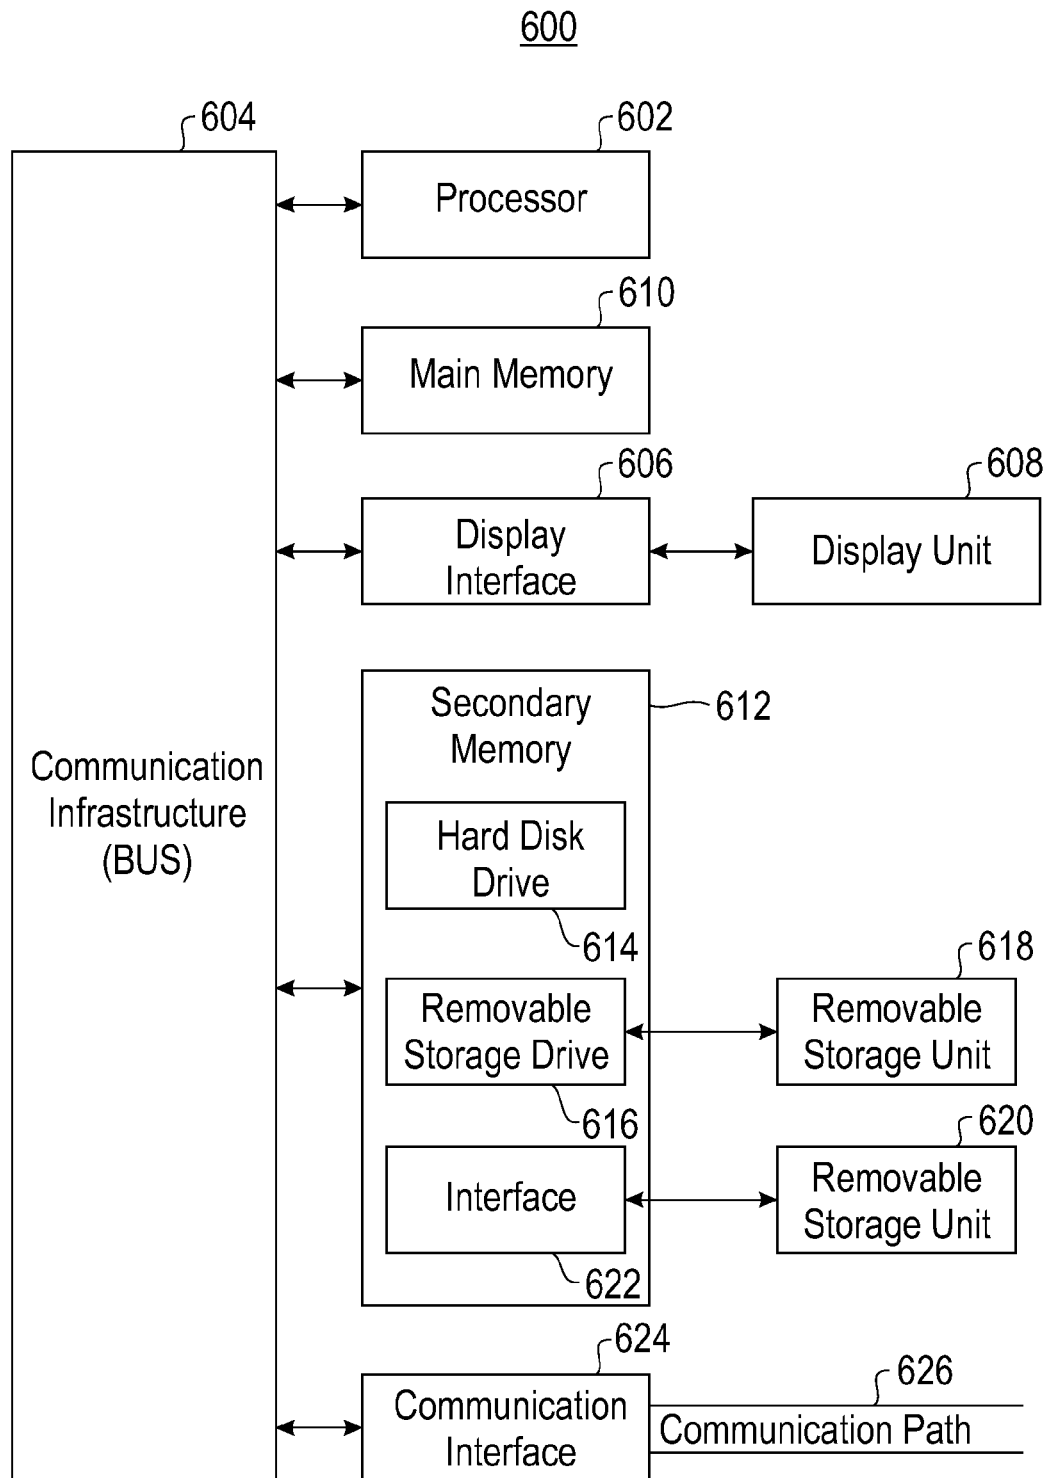 600
604
602
Processor
610
Main Memory
606
608
Display
Interface
Display Unit
Secondary
Memory
612
Communication
Infrastructure
(BUS)
Hard Disk
Drive
614
618
Removable
Storage Drive
Removable
Storage Unit
616
620
Interface
Removable
Storage Unit
622
624
626
Communication
Interface
Communication Path